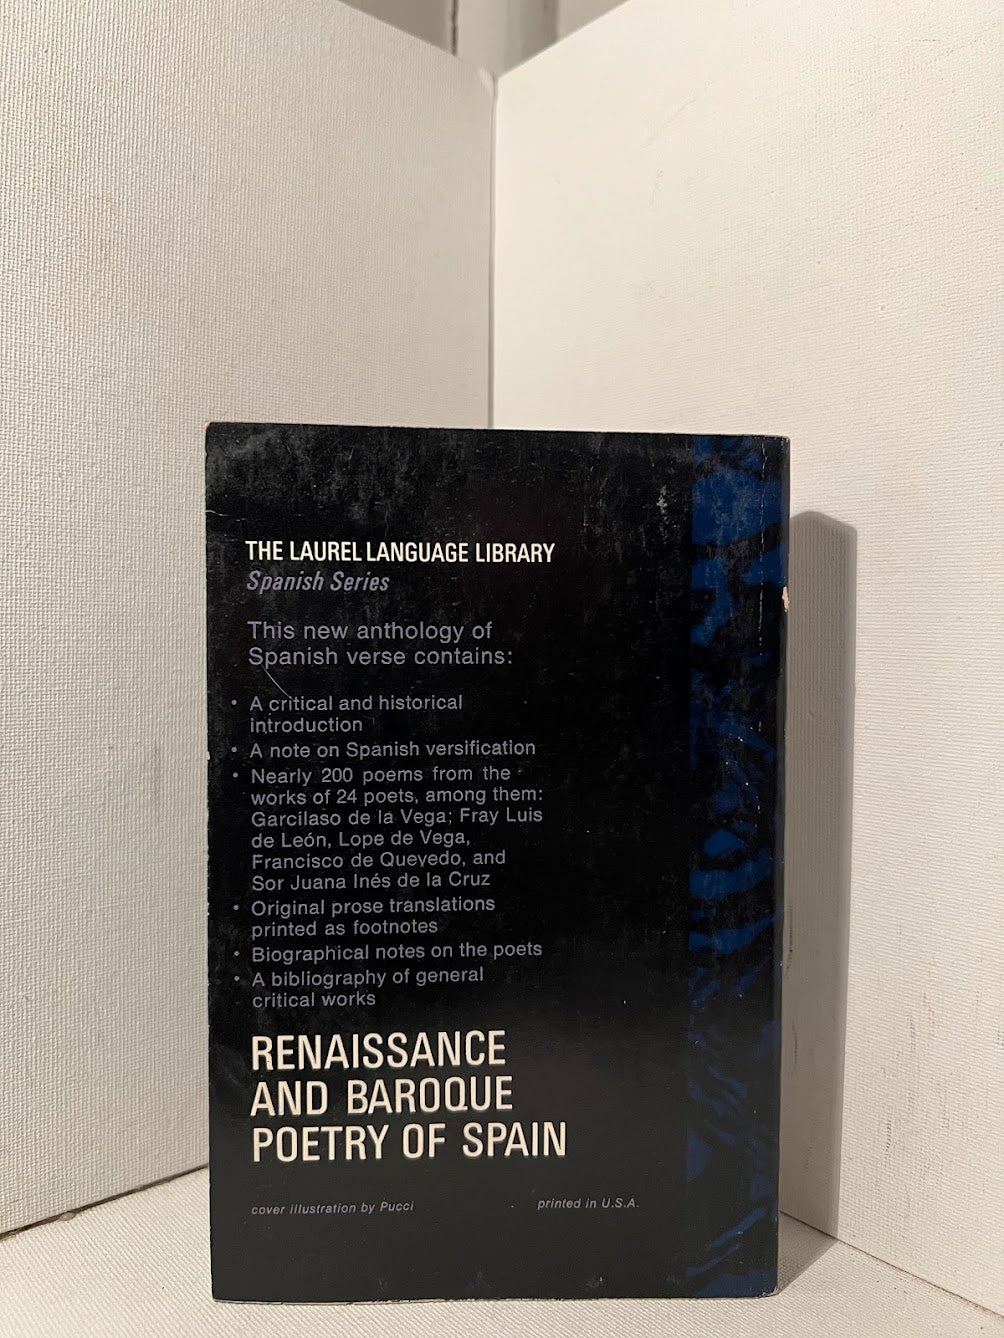 THE LAUREL LANGUAGE LIBRARY
Spanish Series
This new anthology of
Spanish verse contains:
• A critical and historical
introduction
• A note on Spanish versification
• Nearly 200 poems from the
works of 24 poets, among them:
Garcilaso de la Vega; Fray Luis
de León, Lope de Vega,
Francisco de Quevedo, and
Sor Juana Inés de la Cruz
• Original prose translations
printed as footnotes
• Biographical notes on the poets
• A bibliography of general
critical works
RENAISSANCE
AND BAROQUE
POETRY OF SPAIN
cover illustration by Pucci printed in U.S.A.